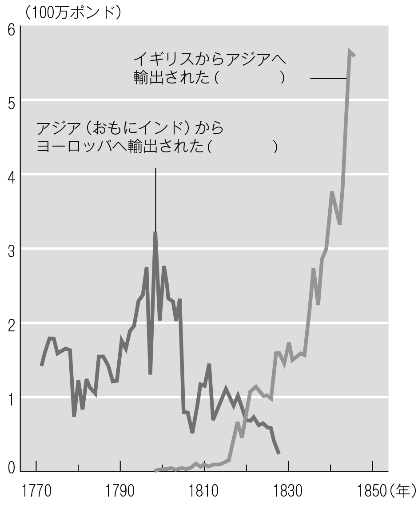 （100万ポンド）
6
イギリスからアジアへ
輸出された（　　　　）
5
アジア（おもにインド）から
ヨーロッパへ輸出された（　　　　）
4
3
2
1
0
1770 1790 1810 1830 1850（年）